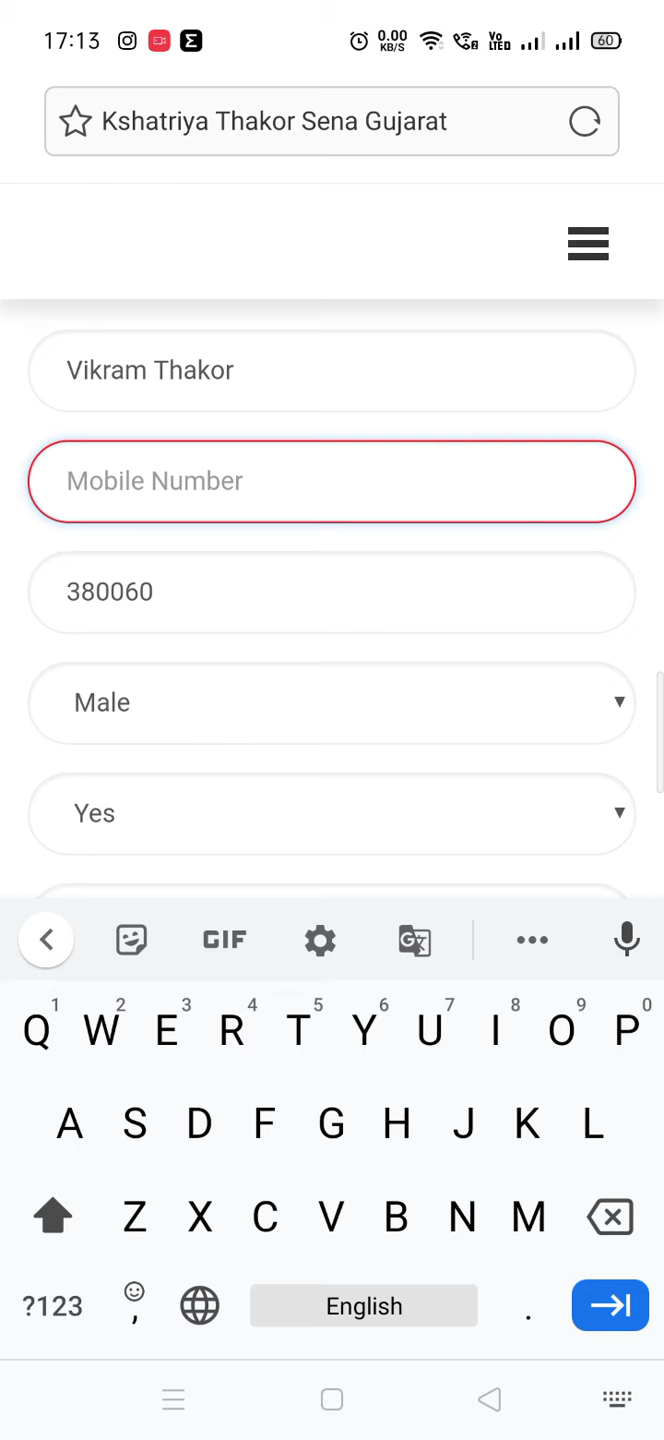 17:13
0.00
KB/S
Vo
LTED
60
Kshatriya Thakor Sena Gujarat
Vikram Thakor
Mobile Number
380060
Male
Yes
GIF
1 2 3 4 5 6 7 8 9 0
Q W E R T Y U I O P
A S D F G H J K L
Z X C V B N M
?123 , English .